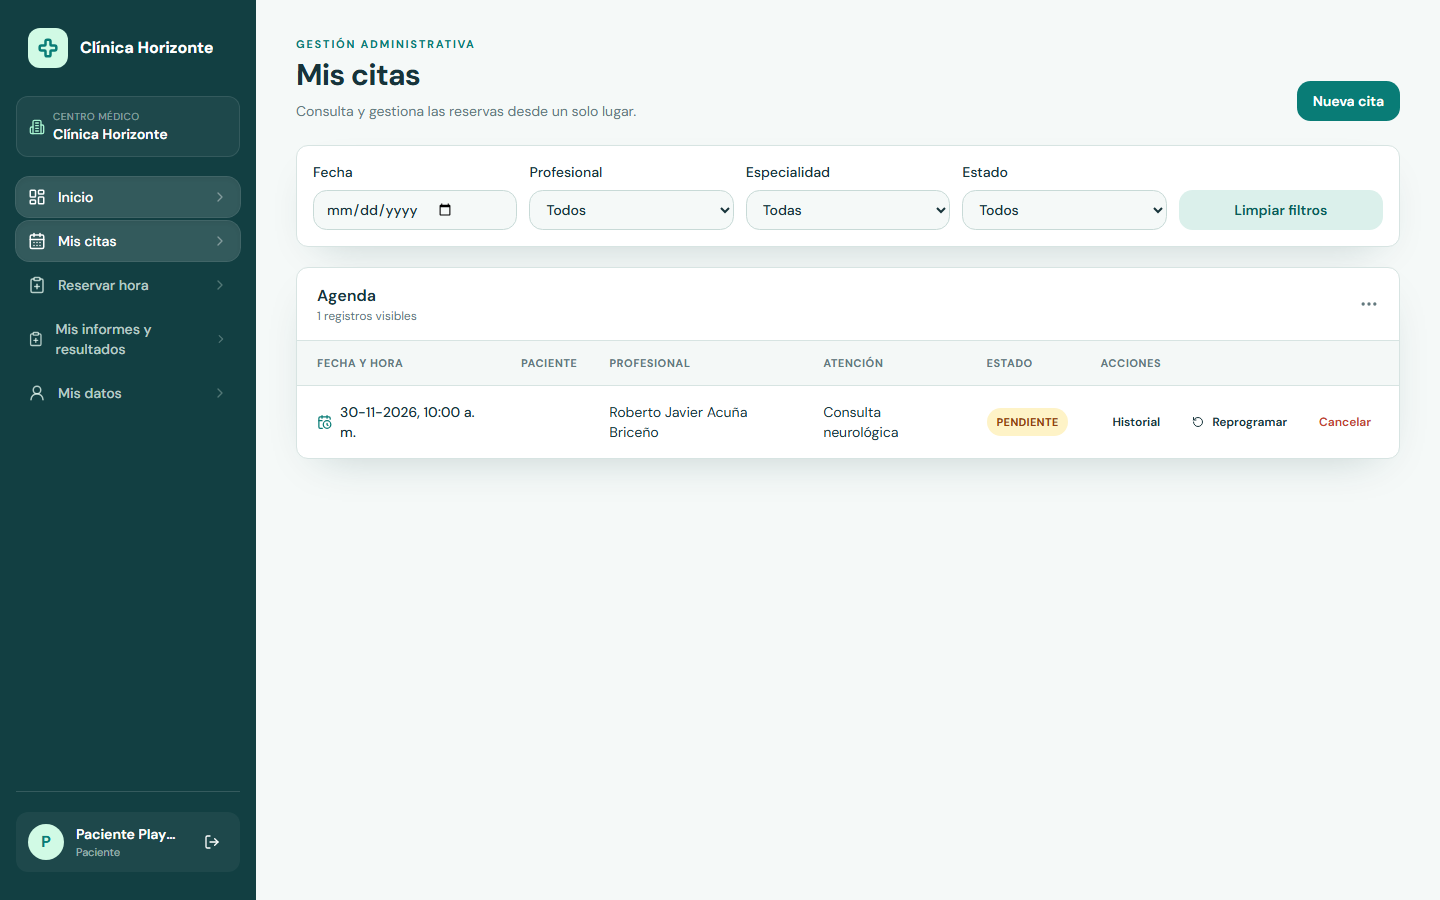 Clínica Horizonte
CENTRO MÉDICO
Clínica Horizonte
Inicio
Mis citas
Reservar hora
Mis informes y
resultados
Mis datos
P
Paciente Play...
Paciente
GESTIÓN ADMINISTRATIVA
Mis citas
Consulta y gestiona las reservas desde un solo lugar.
Nueva cita
Fecha
Profesional
Especialidad
Estado
mm/dd/yyyy
Todos
Todas
Todos
Limpiar filtros
Agenda
1 registros visibles
FECHA Y HORA
PACIENTE
PROFESIONAL
ATENCIÓN
ESTADO
ACCIONES
30-11-2026, 10:00 a.
m.
Roberto Javier Acuña
Briceño
Consulta
neurológica
PENDIENTE
Historial
Reprogramar
Cancelar